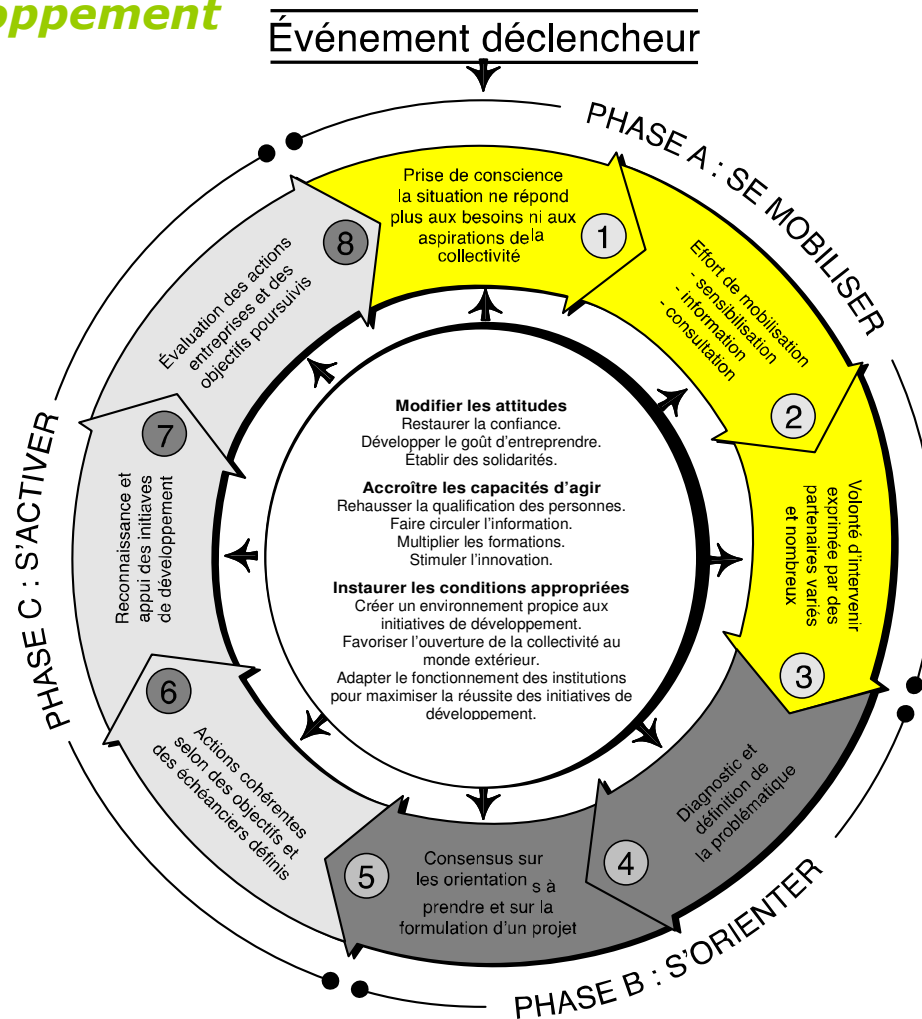 oppement
Événement déclencheur
PHASE A : SE MOBILISER
Prise de conscience
la situation ne répond
plus aux besoins ni aux
aspirations de la
collectivité
1
Effort de mobilisation
- sensibilisation
- information
- consultation
2
Volonté d'intervenir
exprimée par des
partenaires variés
et nombreux
3
PHASE B : S'ORIENTER
Diagnostic et
définition de
la problématique
4
Consensus sur
les orientation s à
prendre et sur la
formulation d'un projet
5
PHASE C : S'ACTIVER
Actions cohérentes
selon des objectifs et
des échéanciers définis
6
Reconnaissance et
appui des initiaves
de développement
7
Évaluation des actions
entreprises et des
objectifs poursuivis
8
Modifier les attitudes
Restaurer la confiance.
Développer le goût d'entreprendre.
Établir des solidarités.
Accroître les capacités d'agir
Rehausser la qualification des personnes.
Faire circuler l'information.
Multiplier les formations.
Stimuler l'innovation.
Instaurer les conditions appropriées
Créer un environnement propice aux
initiatives de développement.
Favoriser l'ouverture de la collectivité au
monde extérieur.
Adapter le fonctionnement des institutions
pour maximiser la réussite des initiatives de
développement.